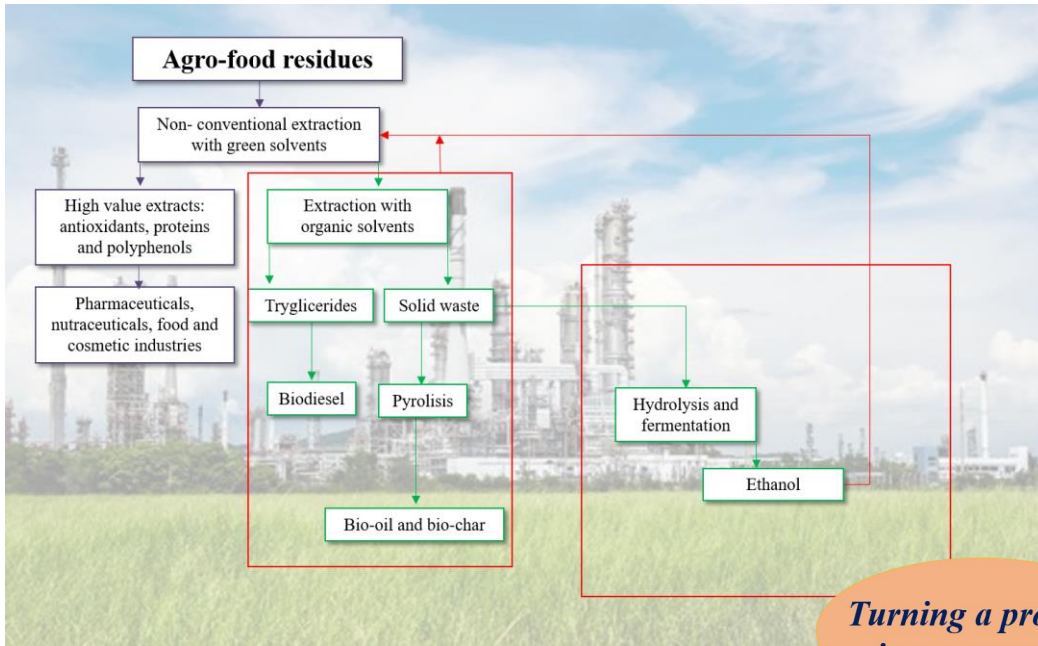 Agro-food residues
Non- conventional extraction
with green solvents
High value extracts:
antioxidants, proteins
and polyphenols
Extraction with
organic solvents
Pharmaceuticals,
nutraceuticals, food and
cosmetic industries
Tryglicerides
Solid waste
Biodiesel
Pyrolisis
Hydrolysis and
fermentation
Ethanol
Bio-oil and bio-char
Turning a pro